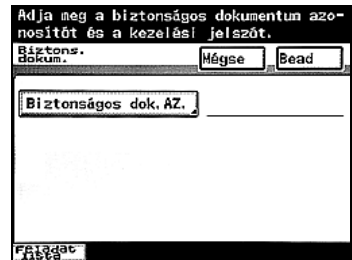 Adja meg a biztonságos dokumentum azo-
nosítót és a kezelési jelszót.
Biztons.
dokum.
Mégse
Bead
Biztonságos dok. AZ.
Feladat
lista